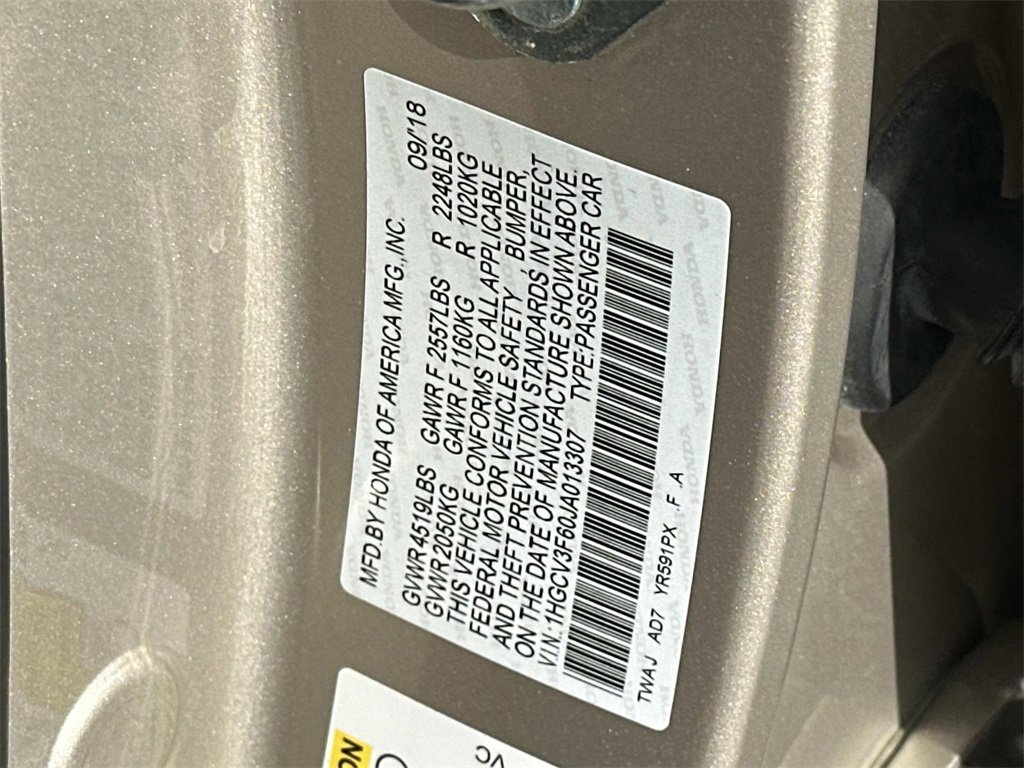 MFD.BY HONDA OF AMERICA MFG.,INC. 09/'18
GVWR4519LBS GAWR F 2557LBS R 2248LBS
GVWR2050KG GAWR F 1160KG R 1020KG
THIS VEHICLE CONFORMS TO ALL APPLICABLE
FEDERAL MOTOR VEHICLE SAFETY, BUMPER,
AND THEFT PREVENTION STANDARDS IN EFFECT
ON THE DATE OF MANUFACTURE SHOWN ABOVE.
VIN.:1HGCV3F60JA013307 TYPE:PASSENGER CAR
TWAJ AD7 YR591PX .F .A
VC